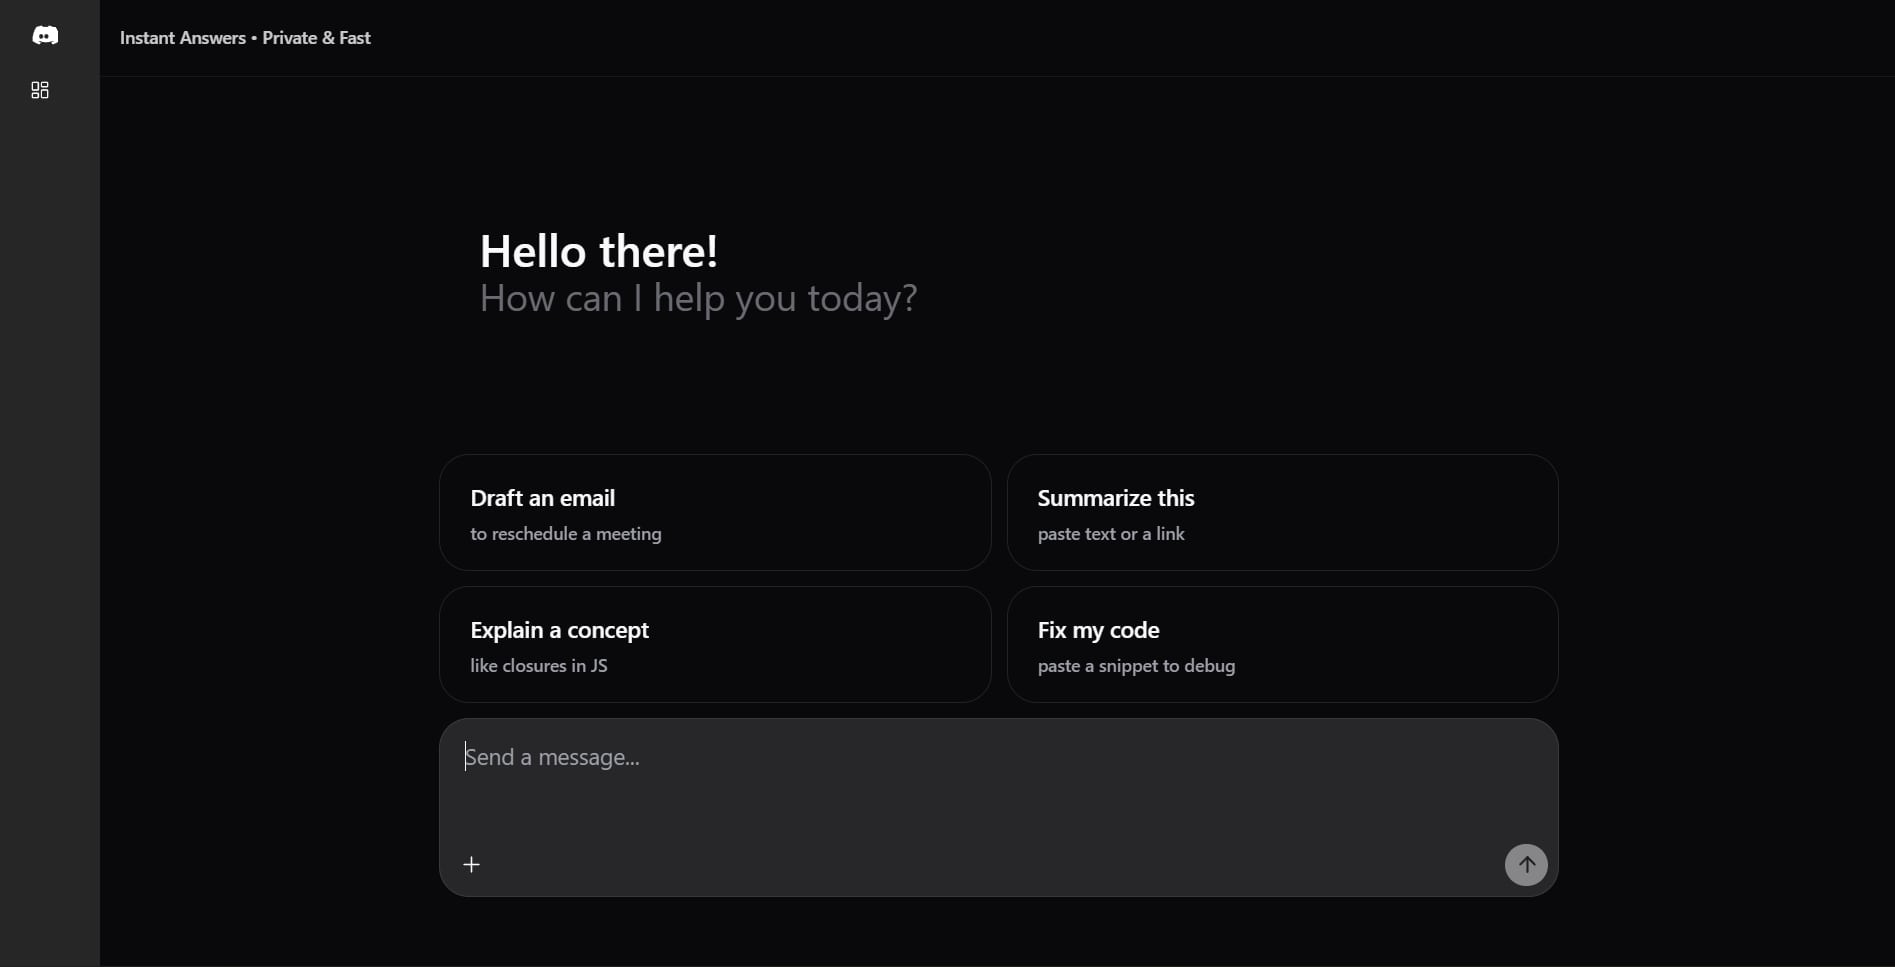 Instant Answers • Private & Fast
Hello there!
How can I help you today?
Draft an email
to reschedule a meeting
Summarize this
paste text or a link
Explain a concept
like closures in JS
Fix my code
paste a snippet to debug
Send a message...